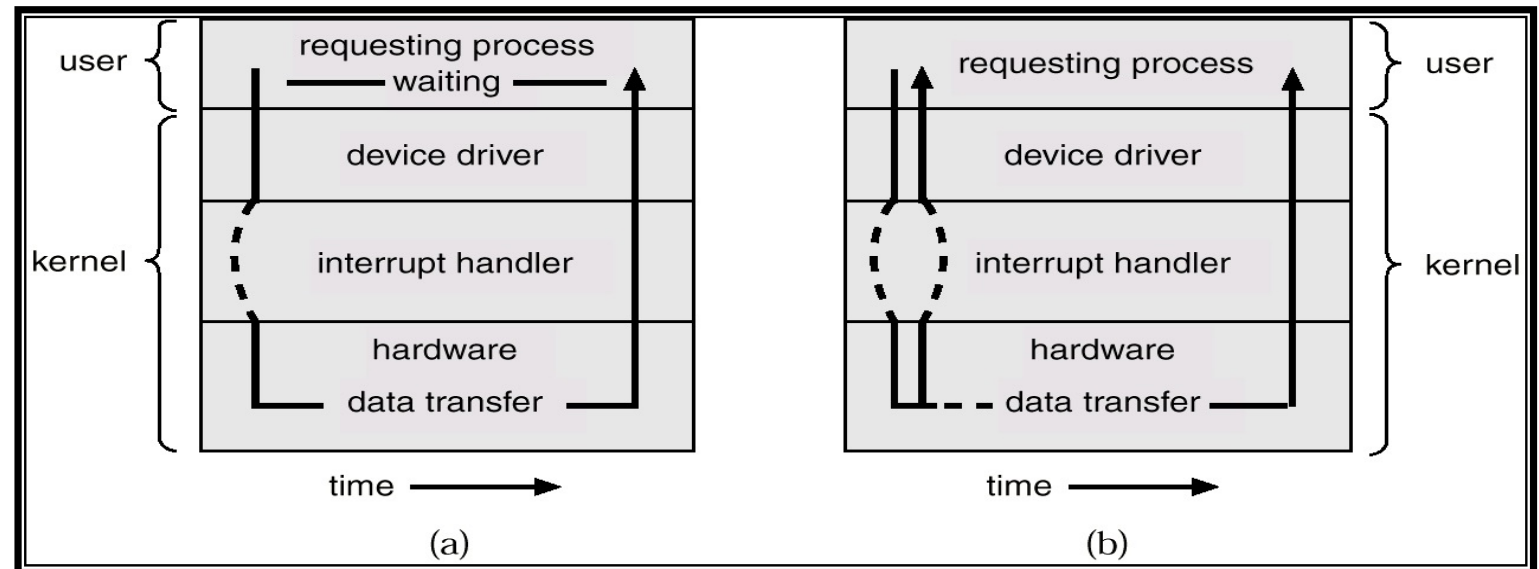 user
requesting process
waiting
device driver
kernel
interrupt handler
hardware
data transfer
time
(a)
requesting process
user
device driver
interrupt handler
kernel
hardware
data transfer
time
(b)